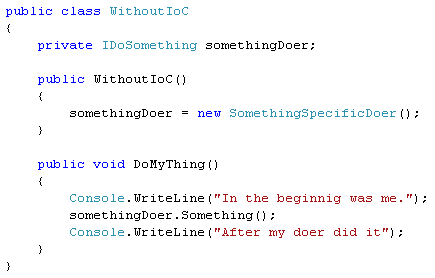 public class WithoutIoC
{
    private IDoSomething somethingDoer;

    public WithoutIoC()
    {
        somethingDoer = new SomethingSpecificDoer();
    }

    public void DoMyThing()
    {
        Console.WriteLine("In the beginnig was me.");
        somethingDoer.Something();
        Console.WriteLine("After my doer did it");
    }
}